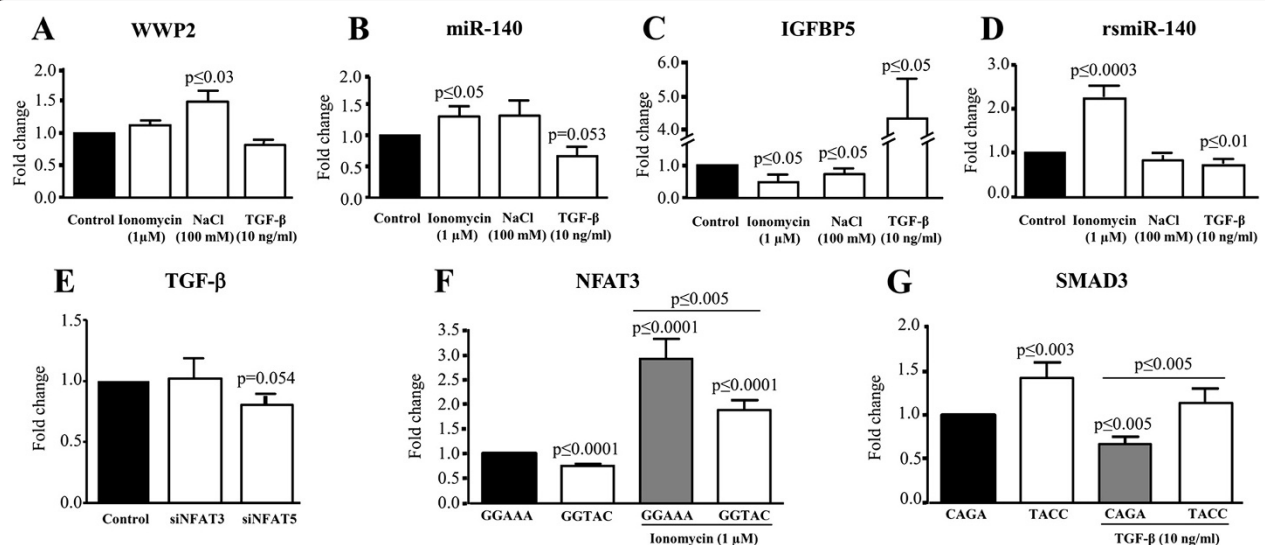 A WWP2
Fold change
2.0
1.5
1.0
0.5
0.0
p≤0.03
Control Ionomycin NaCl TGF-β
(1μM) (100 mM) (10 ng/ml)
B miR-140
Fold change
2.0
1.5
1.0
0.5
0.0
p≤0.05
p=0.053
Control Ionomycin NaCl TGF-β
(1 μM) (100 mM) (10 ng/ml)
C IGFBP5
Fold change
6.0
4.0
1.0
0.0
p≤0.05
p≤0.05
p≤0.05
Control Ionomycin NaCl TGF-β
(1 μM) (100 mM) (10 ng/ml)
D rsmiR-140
Fold change
3.0
2.0
1.0
0.0
p≤0.0003
p≤0.01
Control Ionomycin NaCl TGF-β
(1 μM) (100 mM) (10 ng/ml)
E TGF-β
Fold change
1.5
1.0
0.5
0.0
p=0.054
Control siNFAT3 siNFAT5
F NFAT3
Fold change
3.5
3.0
2.5
2.0
1.5
1.0
0.5
0.0
p≤0.005
p≤0.0001
p≤0.0001
p≤0.0001
GGAAA GGTAC GGAAA GGTAC
Ionomycin (1 μM)
G SMAD3
Fold change
2.0
1.5
1.0
0.5
0.0
p≤0.003
p≤0.005
p≤0.005
CAGA TACC CAGA TACC
TGF-β (10 ng/ml)